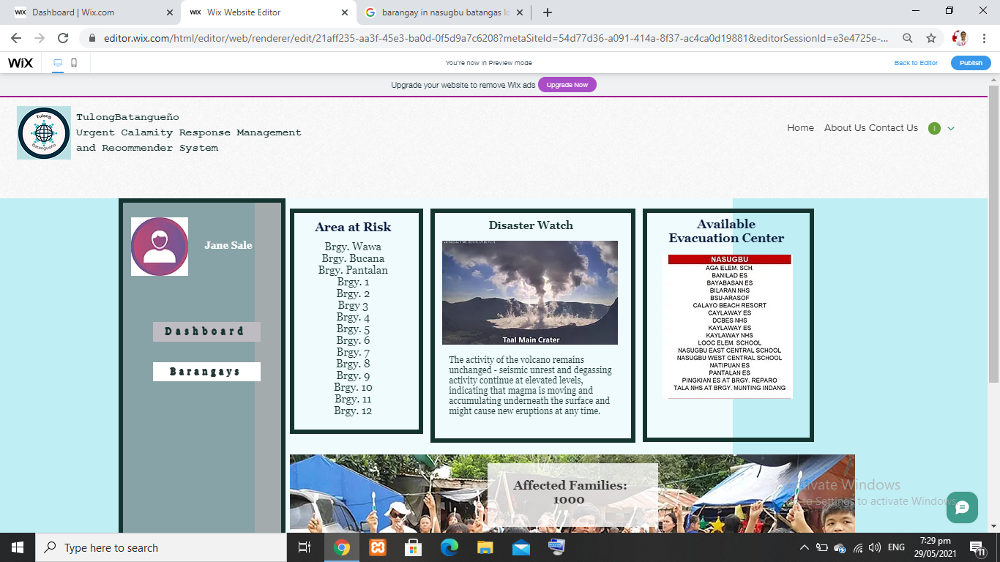 Dashboard | Wix.com
Wix Website Editor
barangay in nasugbu batangas
editor.wix.com/html/editor/web/renderer/edit/21aff235-aa3f-45e3-ba0d-0f5d9a7c6208?metaSiteId=54d77d36-a091-414a-8f37-ac4ca0d19881&editorSessionId=e3e4725e-...
WiX
You're now in Preview mode
Back to Editor
Publish
Upgrade your website to remove Wix ads
Upgrade Now
Tulong
Batangueño
TulongBatangueño
Urgent Calamity Response Management
and Recommender System
Home
About Us
Contact Us
Jane Sale
Dashboard
Barangays
Area at Risk
Brgy. Wawa
Brgy. Bucana
Brgy. Pantalan
Brgy. 1
Brgy. 2
Brgy 3
Brgy. 4
Brgy. 5
Brgy. 6
Brgy. 7
Brgy. 8
Brgy. 9
Brgy. 10
Brgy. 11
Brgy. 12
Disaster Watch
Taal Main Crater
The activity of the volcano remains
unchanged - seismic unrest and degassing
activity continue at elevated levels,
indicating that magma is moving and
accumulating underneath the surface and
might cause new eruptions at any time.
Available
Evacuation Center
NASUGBU
AGA ELEM. SCH.
BANILAD ES
BAYABASAN ES
BILARAN NHS
BSU-ARASOF
CALAYO BEACH RESORT
CAYLAWAY ES
DCBES NHS
KAYLAWAY ES
KAYLAWAY NHS
LOOC ELEM. SCHOOL
NASUGBU EAST CENTRAL SCHOOL
NASUGBU WEST CENTRAL SCHOOL
NATIPUAN ES
PANTALAN ES
PINGKIAN ES AT BRGY. REPARO
TALA NHS AT BRGY. MUNTING INDANG
Affected Families:
1000
Activate Windows
to Settings to activate Windows.
Type here to search
ENG
7:29 pm
29/05/2021
11